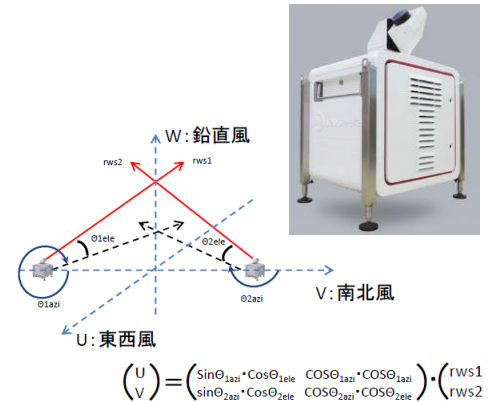 W：鉛直風
rws2
rws1
θ1ele
θ2ele
θ1azi
θ2azi
V：南北風
U：東西風
(U V) = (sinθ1azi・Cosθ1ele COSθ1azi・COSθ1azi sinθ2azi・Cosθ2ele COSθ2azi・COSθ2ele)・(rws1 rws2